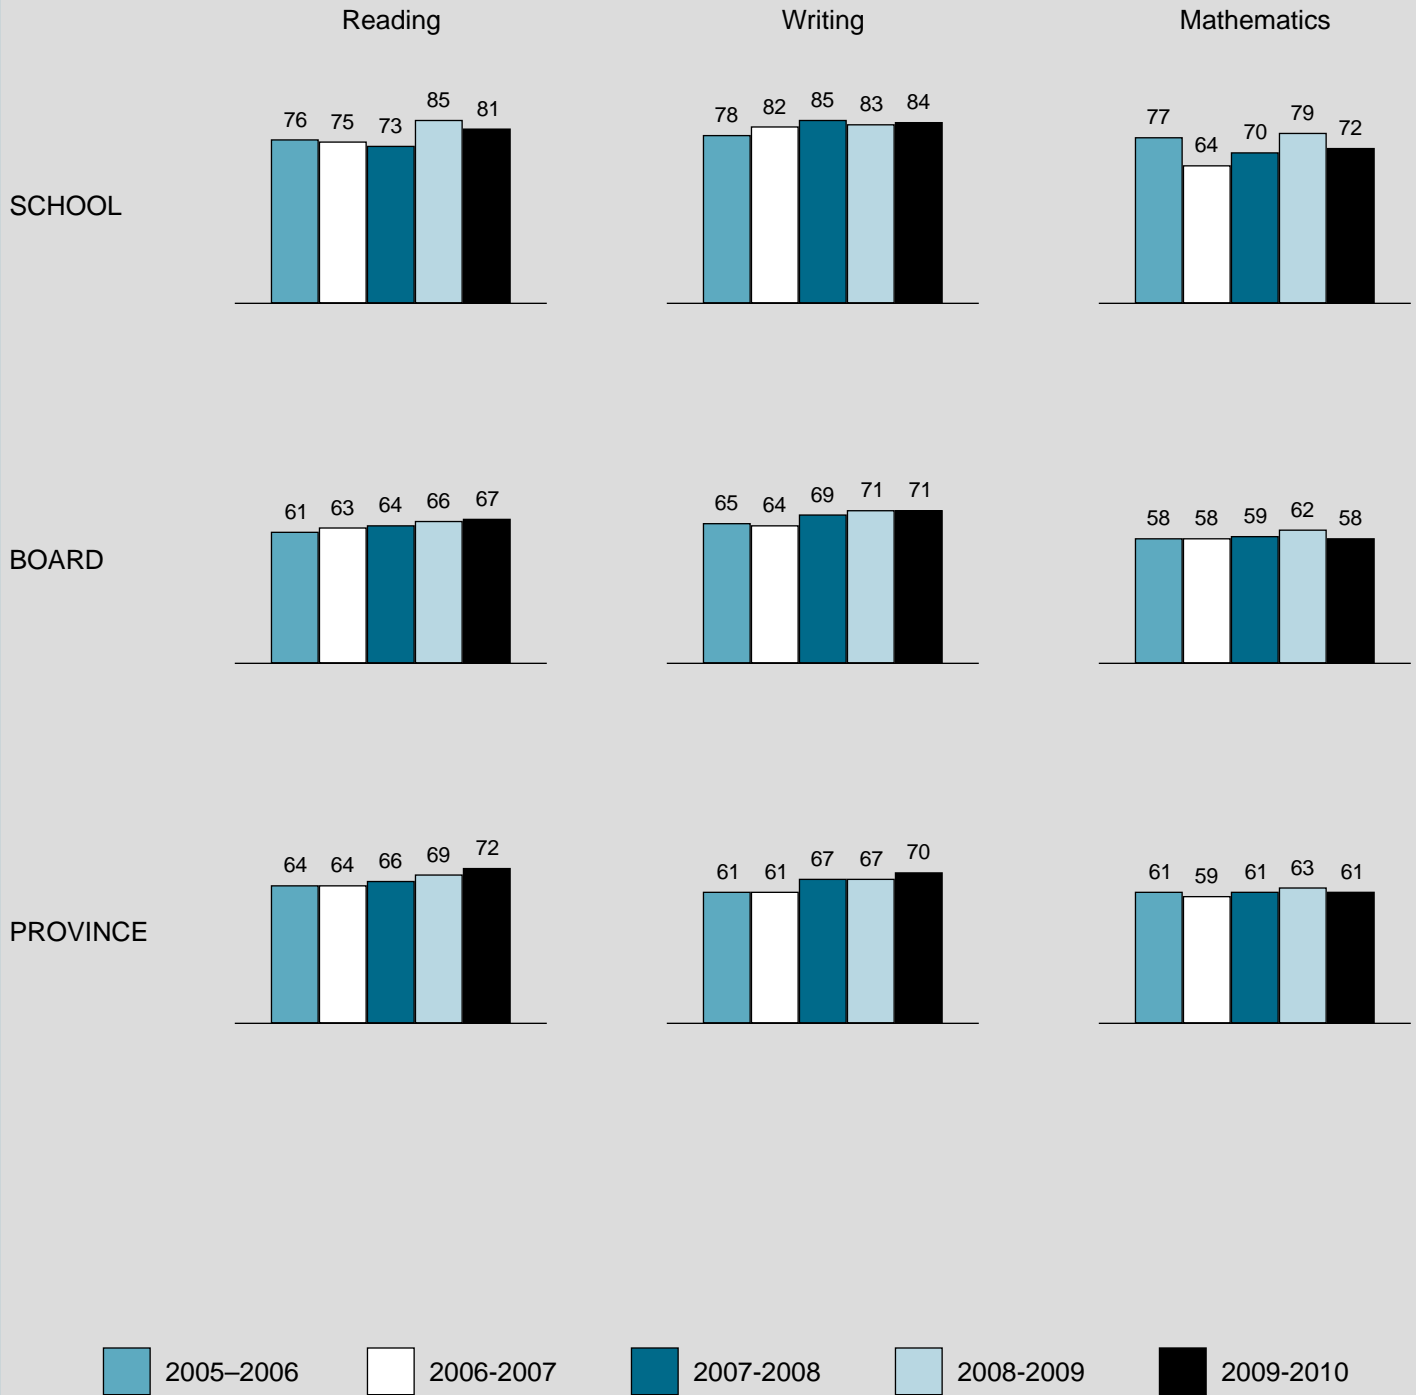 Reading Writing Mathematics
SCHOOL
76 75 73 85 81
78 82 85 83 84
77 64 70 79 72
BOARD
61 63 64 66 67
65 64 69 71 71
58 58 59 62 58
PROVINCE
64 64 66 69 72
61 61 67 67 70
61 59 61 63 61
2005–2006 2006-2007 2007-2008 2008-2009 2009-2010